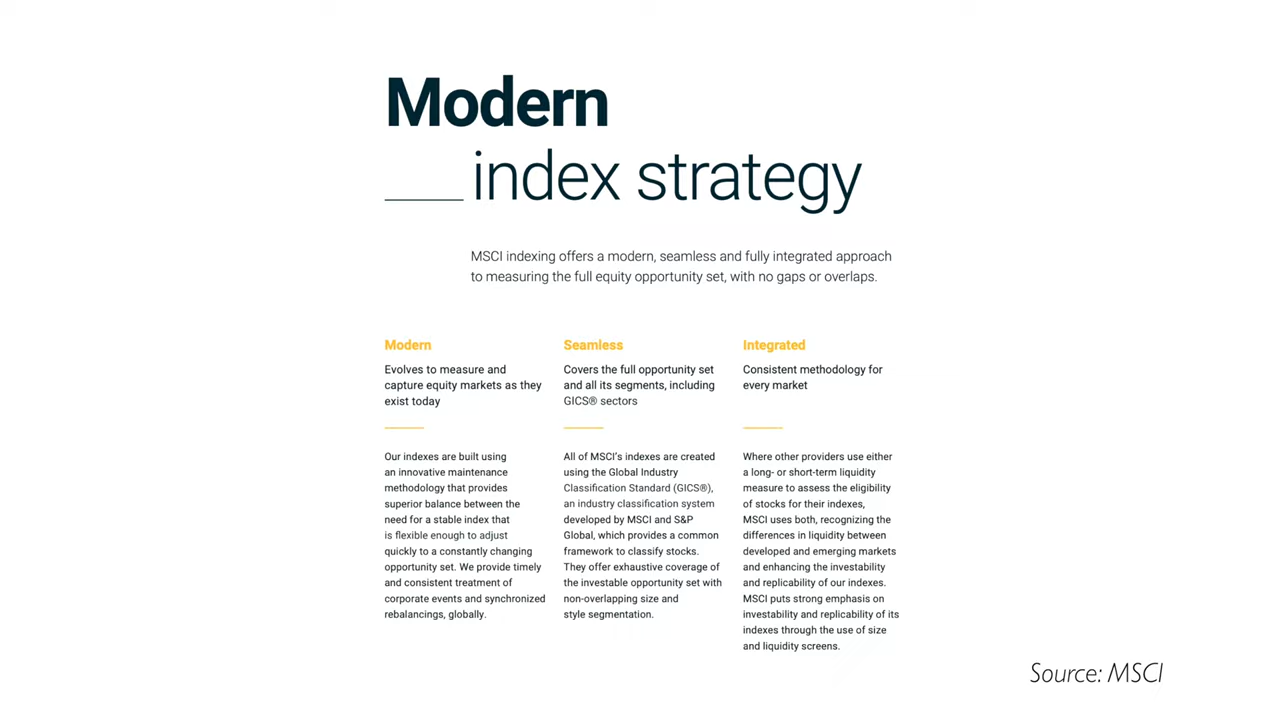 Modern
index strategy
MSCI indexing offers a modern, seamless and fully integrated approach
to measuring the full equity opportunity set, with no gaps or overlaps.
Modern
Evolves to measure and
capture equity markets as they
exist today
Our indexes are built using
an innovative maintenance
methodology that provides
superior balance between the
need for a stable index that
is flexible enough to adjust
quickly to a constantly changing
opportunity set. We provide timely
and consistent treatment of
corporate events and synchronized
rebalancings, globally.
Seamless
Covers the full opportunity set
and all its segments, including
GICS® sectors
All of MSCI's indexes are created
using the Global Industry
Classification Standard (GICS®),
an industry classification system
developed by MSCI and S&P
Global, which provides a common
framework to classify stocks.
They offer exhaustive coverage of
the investable opportunity set with
non-overlapping size and
style segmentation.
Integrated
Consistent methodology for
every market
Where other providers use either
a long- or short-term liquidity
measure to assess the eligibility
of stocks for their indexes,
MSCI uses both, recognizing the
differences in liquidity between
developed and emerging markets
and enhancing the investability
and replicability of our indexes.
MSCI puts strong emphasis on
investability and replicability of its
indexes through the use of size
and liquidity screens.
Source: MSCI